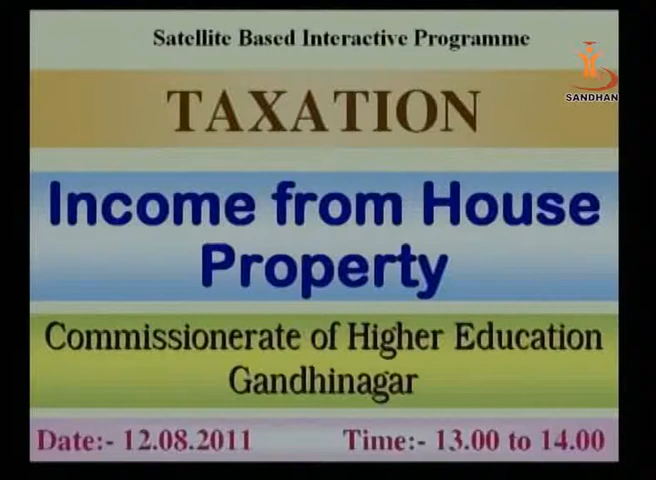 Satellite Based Interactive Programme
SANDHAN
TAXATION
Income from House
Property
Commissionerate of Higher Education
Gandhinagar
Date:- 12.08.2011 Time:- 13.00 to 14.00